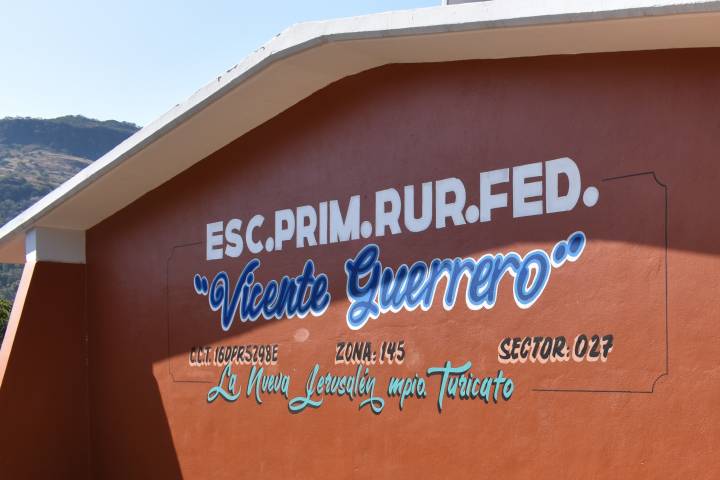 ESC.PRIM.RUR.FED.
"Vicente Guerrero"
C.C.T. 16DPR5298E ZONA: 145 SECTOR: 027
La Nueva Jerusalén mpio. Turicato